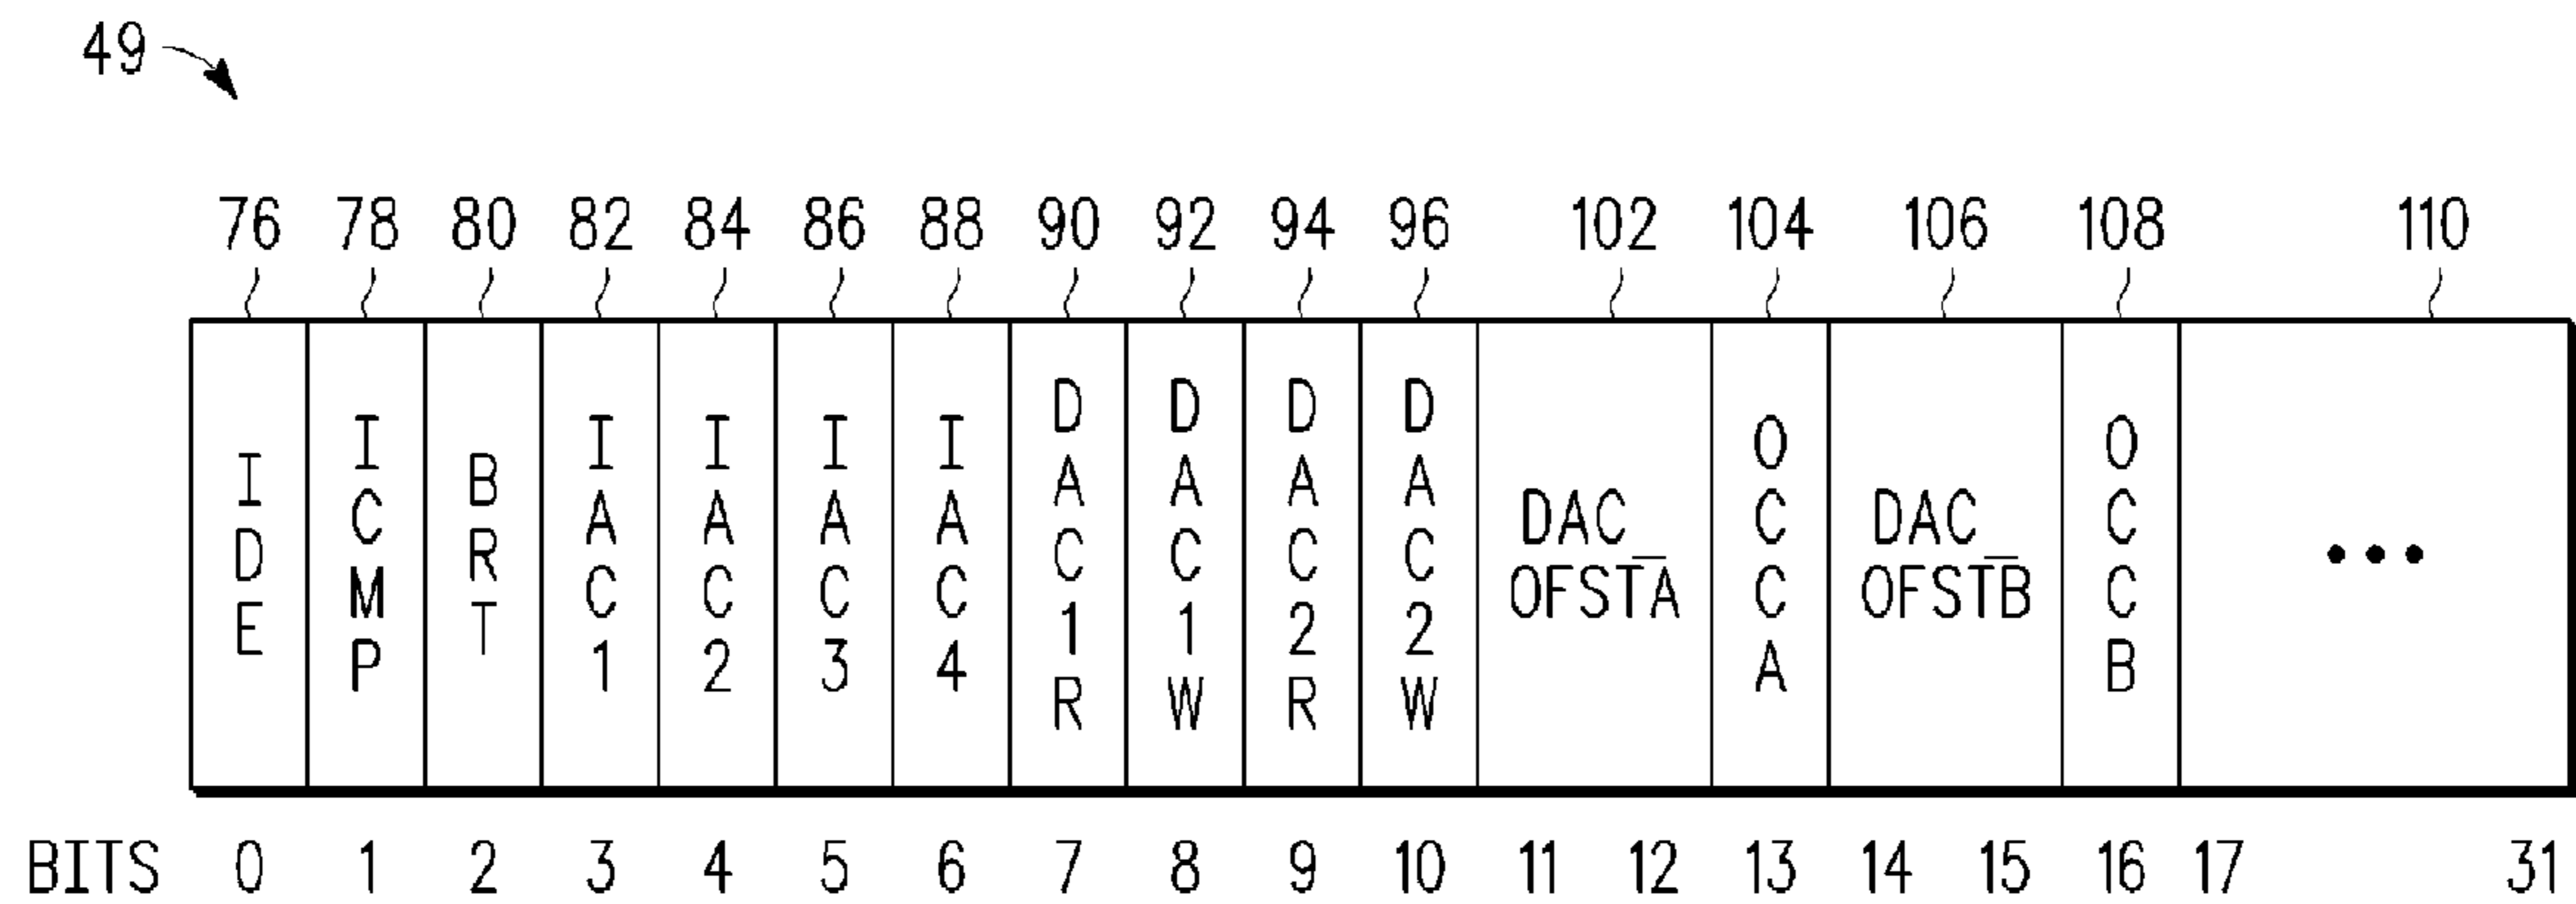 49
76 78 80 82 84 86 88 90 92 94 96 102 104 106 108 110
IDE ICMP BRT IAC1 IAC2 IAC3 IAC4 DAC1R DAC1W DAC2R DAC2W DAC_OFSTA OCCA DAC_OFSTB OCCB •••
BITS 0 1 2 3 4 5 6 7 8 9 10 11 12 13 14 15 16 17 31